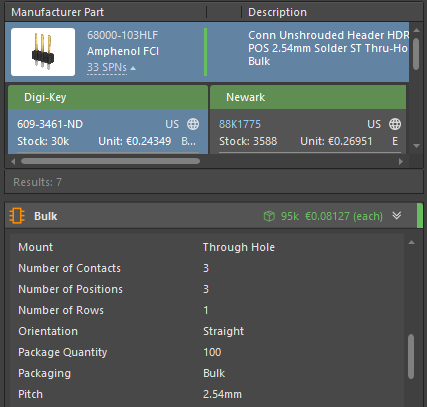 Manufacturer Part Description
68000-103HLF
Amphenol FCI
33 SPNs
Conn Unshrouded Header HDR
POS 2.54mm Solder ST Thru-Ho
Bulk
Digi-Key Newark
609-3461-ND US 88K1775 US
Stock: 30k Unit: €0.24349 B... Stock: 3588 Unit: €0.26951 E
Results: 7
Bulk 95k €0.08127 (each)
Mount Through Hole
Number of Contacts 3
Number of Positions 3
Number of Rows 1
Orientation Straight
Package Quantity 100
Packaging Bulk
Pitch 2.54mm